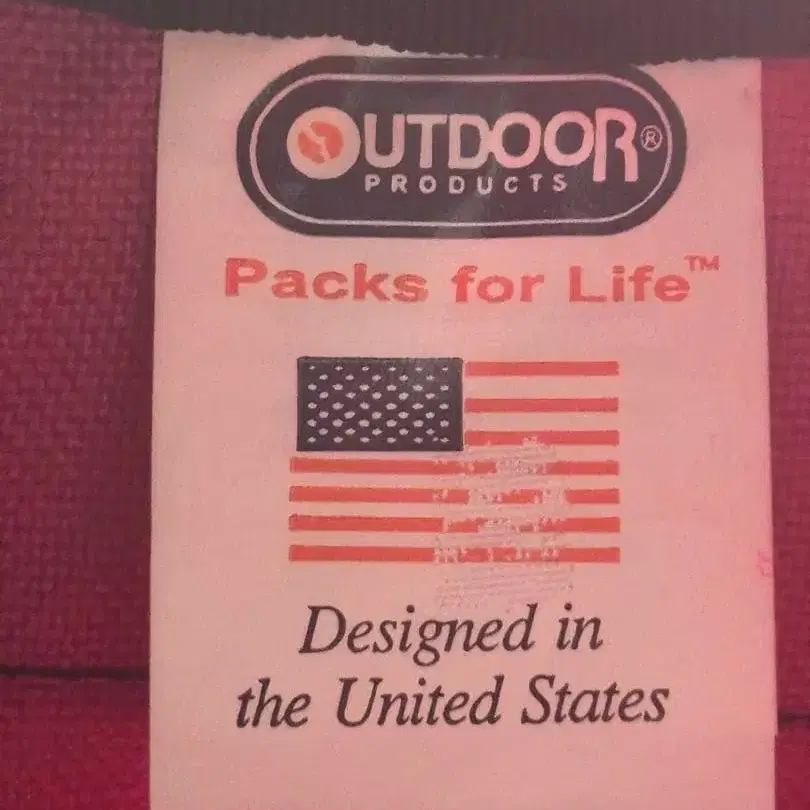 OUTDOOR®
PRODUCTS
Packs for Life™
Designed in
the United States